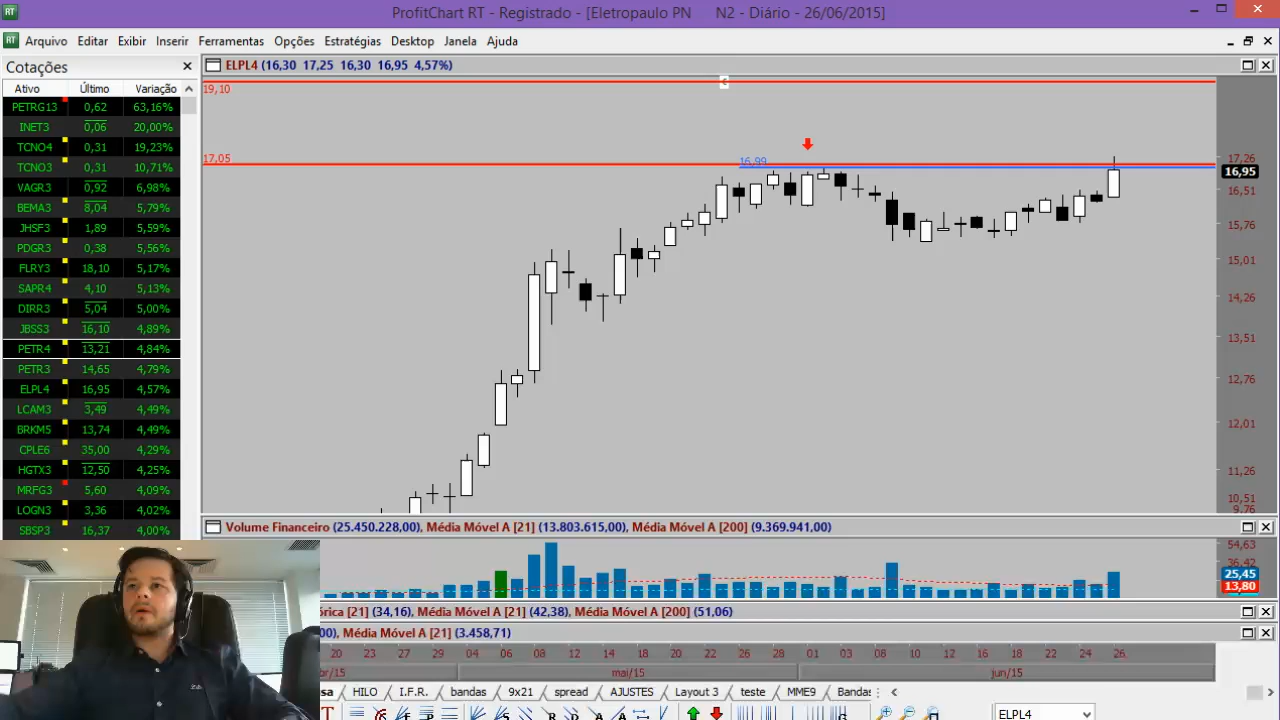 ProfitChart RT - Registrado - [Eletropaulo PN N2 - Diário - 26/06/2015]
RT Arquivo Editar Exibir Inserir Ferramentas Opções Estratégias Desktop Janela Ajuda
Cotações
Ativo Último Variação
PETRG13 0,62 63,16%
INET3 0,06 20,00%
TCNO4 0,31 19,23%
TCNO3 0,31 10,71%
VAGR3 0,92 6,98%
BEMA3 8,04 5,79%
JHSF3 1,89 5,59%
PDGR3 0,38 5,56%
FLRY3 18,10 5,17%
SAPR4 4,10 5,13%
DIRR3 5,04 5,00%
JBSS3 16,10 4,89%
PETR4 13,21 4,84%
PETR3 14,65 4,79%
ELPL4 16,95 4,57%
LCAM3 3,49 4,49%
BRKM5 13,74 4,49%
CPLE6 35,00 4,29%
HGTX3 12,50 4,25%
MRFG3 5,60 4,09%
LOGN3 3,36 4,02%
SBSP3 16,37 4,00%
ELPL4 (16,30 17,25 16,30 16,95 4,57%)
19,10
17,05
16,99
17,26
16,95
16,51
15,76
15,01
14,26
13,51
12,76
12,01
11,26
10,51
9,76
Volume Financeiro (25.450.228,00), Média Móvel A [21] (13.803.615,00), Média Móvel A [200] (9.369.941,00)
54,63
36,42
25,45
13,80
órica [21] (34,16), Média Móvel A [21] (42,38), Média Móvel A [200] (51,06)
00), Média Móvel A [21] (3.458,71)
20 23 27 29 04 06 08 12 14 18 20 22 26 28 01 03 08 10 12 16 18 22 24 26
ar/15 mai/15 jun/15
sa HILO I.F.R. bandas 9x21 spread AJUSTES Layout 3 teste MME9 Bandas
ELPL4